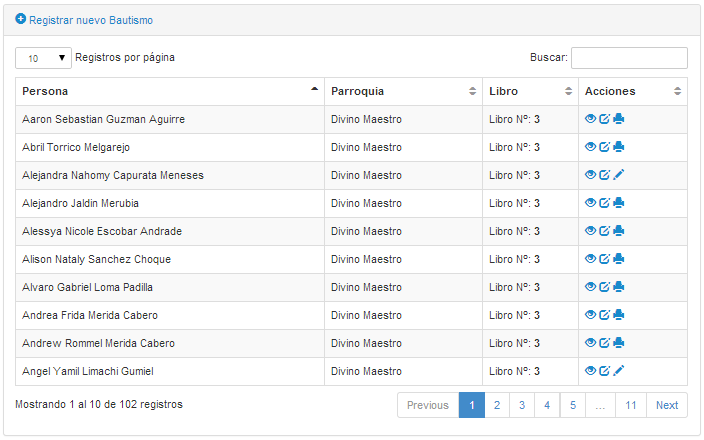 Registrar nuevo Bautismo
10 Registros por página Buscar:
Persona Parroquia Libro Acciones
Aaron Sebastian Guzman Aguirre Divino Maestro Libro Nº: 3
Abril Torrico Melgarejo Divino Maestro Libro Nº: 3
Alejandra Nahomy Capurata Meneses Divino Maestro Libro Nº: 3
Alejandro Jaldin Merubia Divino Maestro Libro Nº: 3
Alessya Nicole Escobar Andrade Divino Maestro Libro Nº: 3
Alison Nataly Sanchez Choque Divino Maestro Libro Nº: 3
Alvaro Gabriel Loma Padilla Divino Maestro Libro Nº: 3
Andrea Frida Merida Cabero Divino Maestro Libro Nº: 3
Andrew Rommel Merida Cabero Divino Maestro Libro Nº: 3
Angel Yamil Limachi Gumiel Divino Maestro Libro Nº: 3
Mostrando 1 al 10 de 102 registros Previous 1 2 3 4 5 ... 11 Next